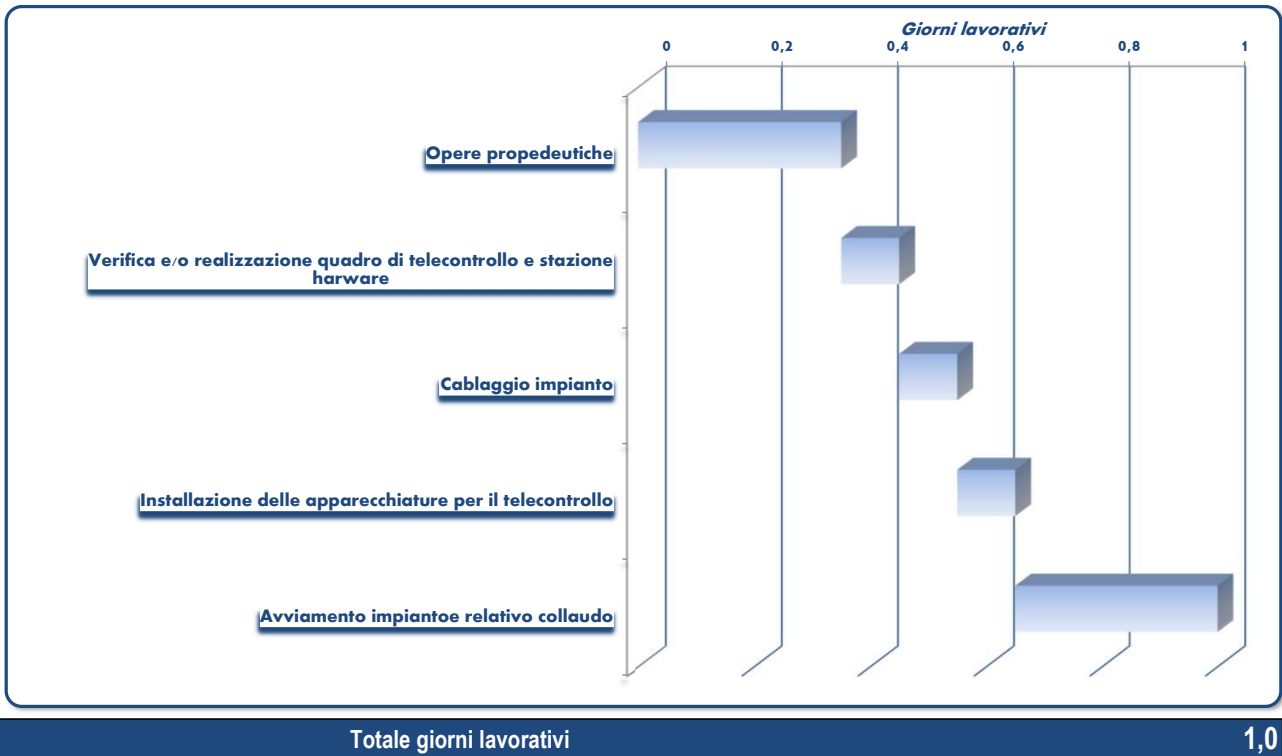 Giorni lavorativi
0 0,2 0,4 0,6 0,8 1
Opere propedeutiche
Verifica e/o realizzazione quadro di telecontrollo e stazione
harware
Cablaggio impianto
Installazione delle apparecchiature per il telecontrollo
Avviamento impiantoe relativo collaudo
Totale giorni lavorativi 1,0